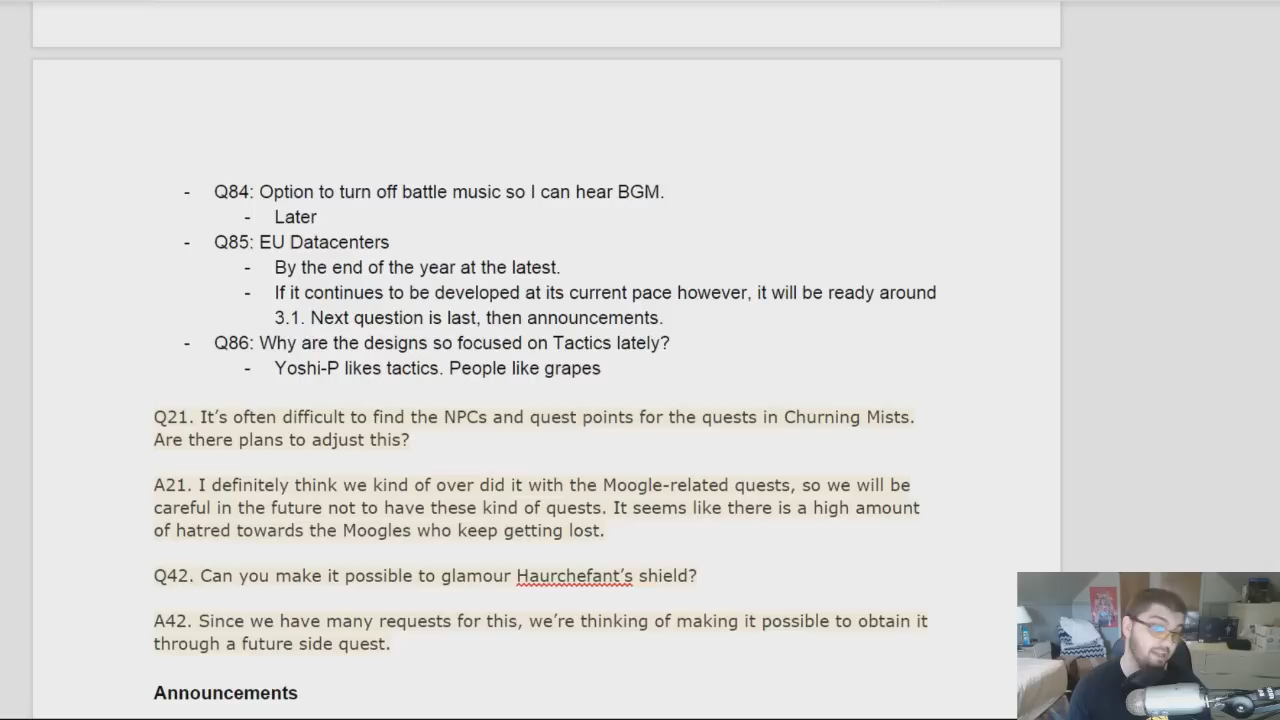 - Q84: Option to turn off battle music so I can hear BGM.
- Later
- Q85: EU Datacenters
- By the end of the year at the latest.
- If it continues to be developed at its current pace however, it will be ready around
3.1. Next question is last, then announcements.
- Q86: Why are the designs so focused on Tactics lately?
- Yoshi-P likes tactics. People like grapes
Q21. It’s often difficult to find the NPCs and quest points for the quests in Churning Mists.
Are there plans to adjust this?
A21. I definitely think we kind of over did it with the Moogle-related quests, so we will be
careful in the future not to have these kind of quests. It seems like there is a high amount
of hatred towards the Moogles who keep getting lost.
Q42. Can you make it possible to glamour Haurchefant’s shield?
A42. Since we have many requests for this, we’re thinking of making it possible to obtain it
through a future side quest.
Announcements